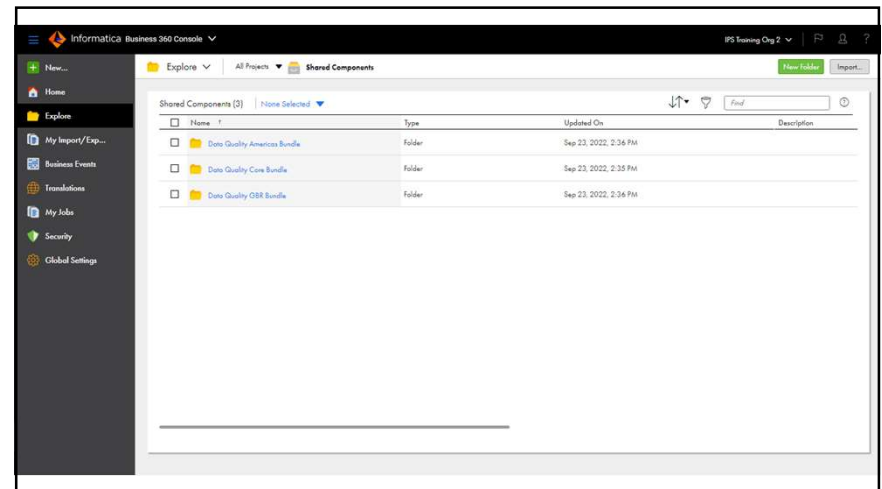 Informatica Business 360 Console
IPS Training Org 2
?
New...
Home
Explore
My Import/Exp...
Business Events
Translations
My Jobs
Security
Global Settings
Explore All Projects Shared Components
New Folder Import...
Shared Components (3) None Selected Find ?
Name ↑ Type Updated On Description
Data Quality Americas Bundle Folder Sep 23, 2022, 2:36 PM
Data Quality Core Bundle Folder Sep 23, 2022, 2:35 PM
Data Quality GBR Bundle Folder Sep 23, 2022, 2:36 PM